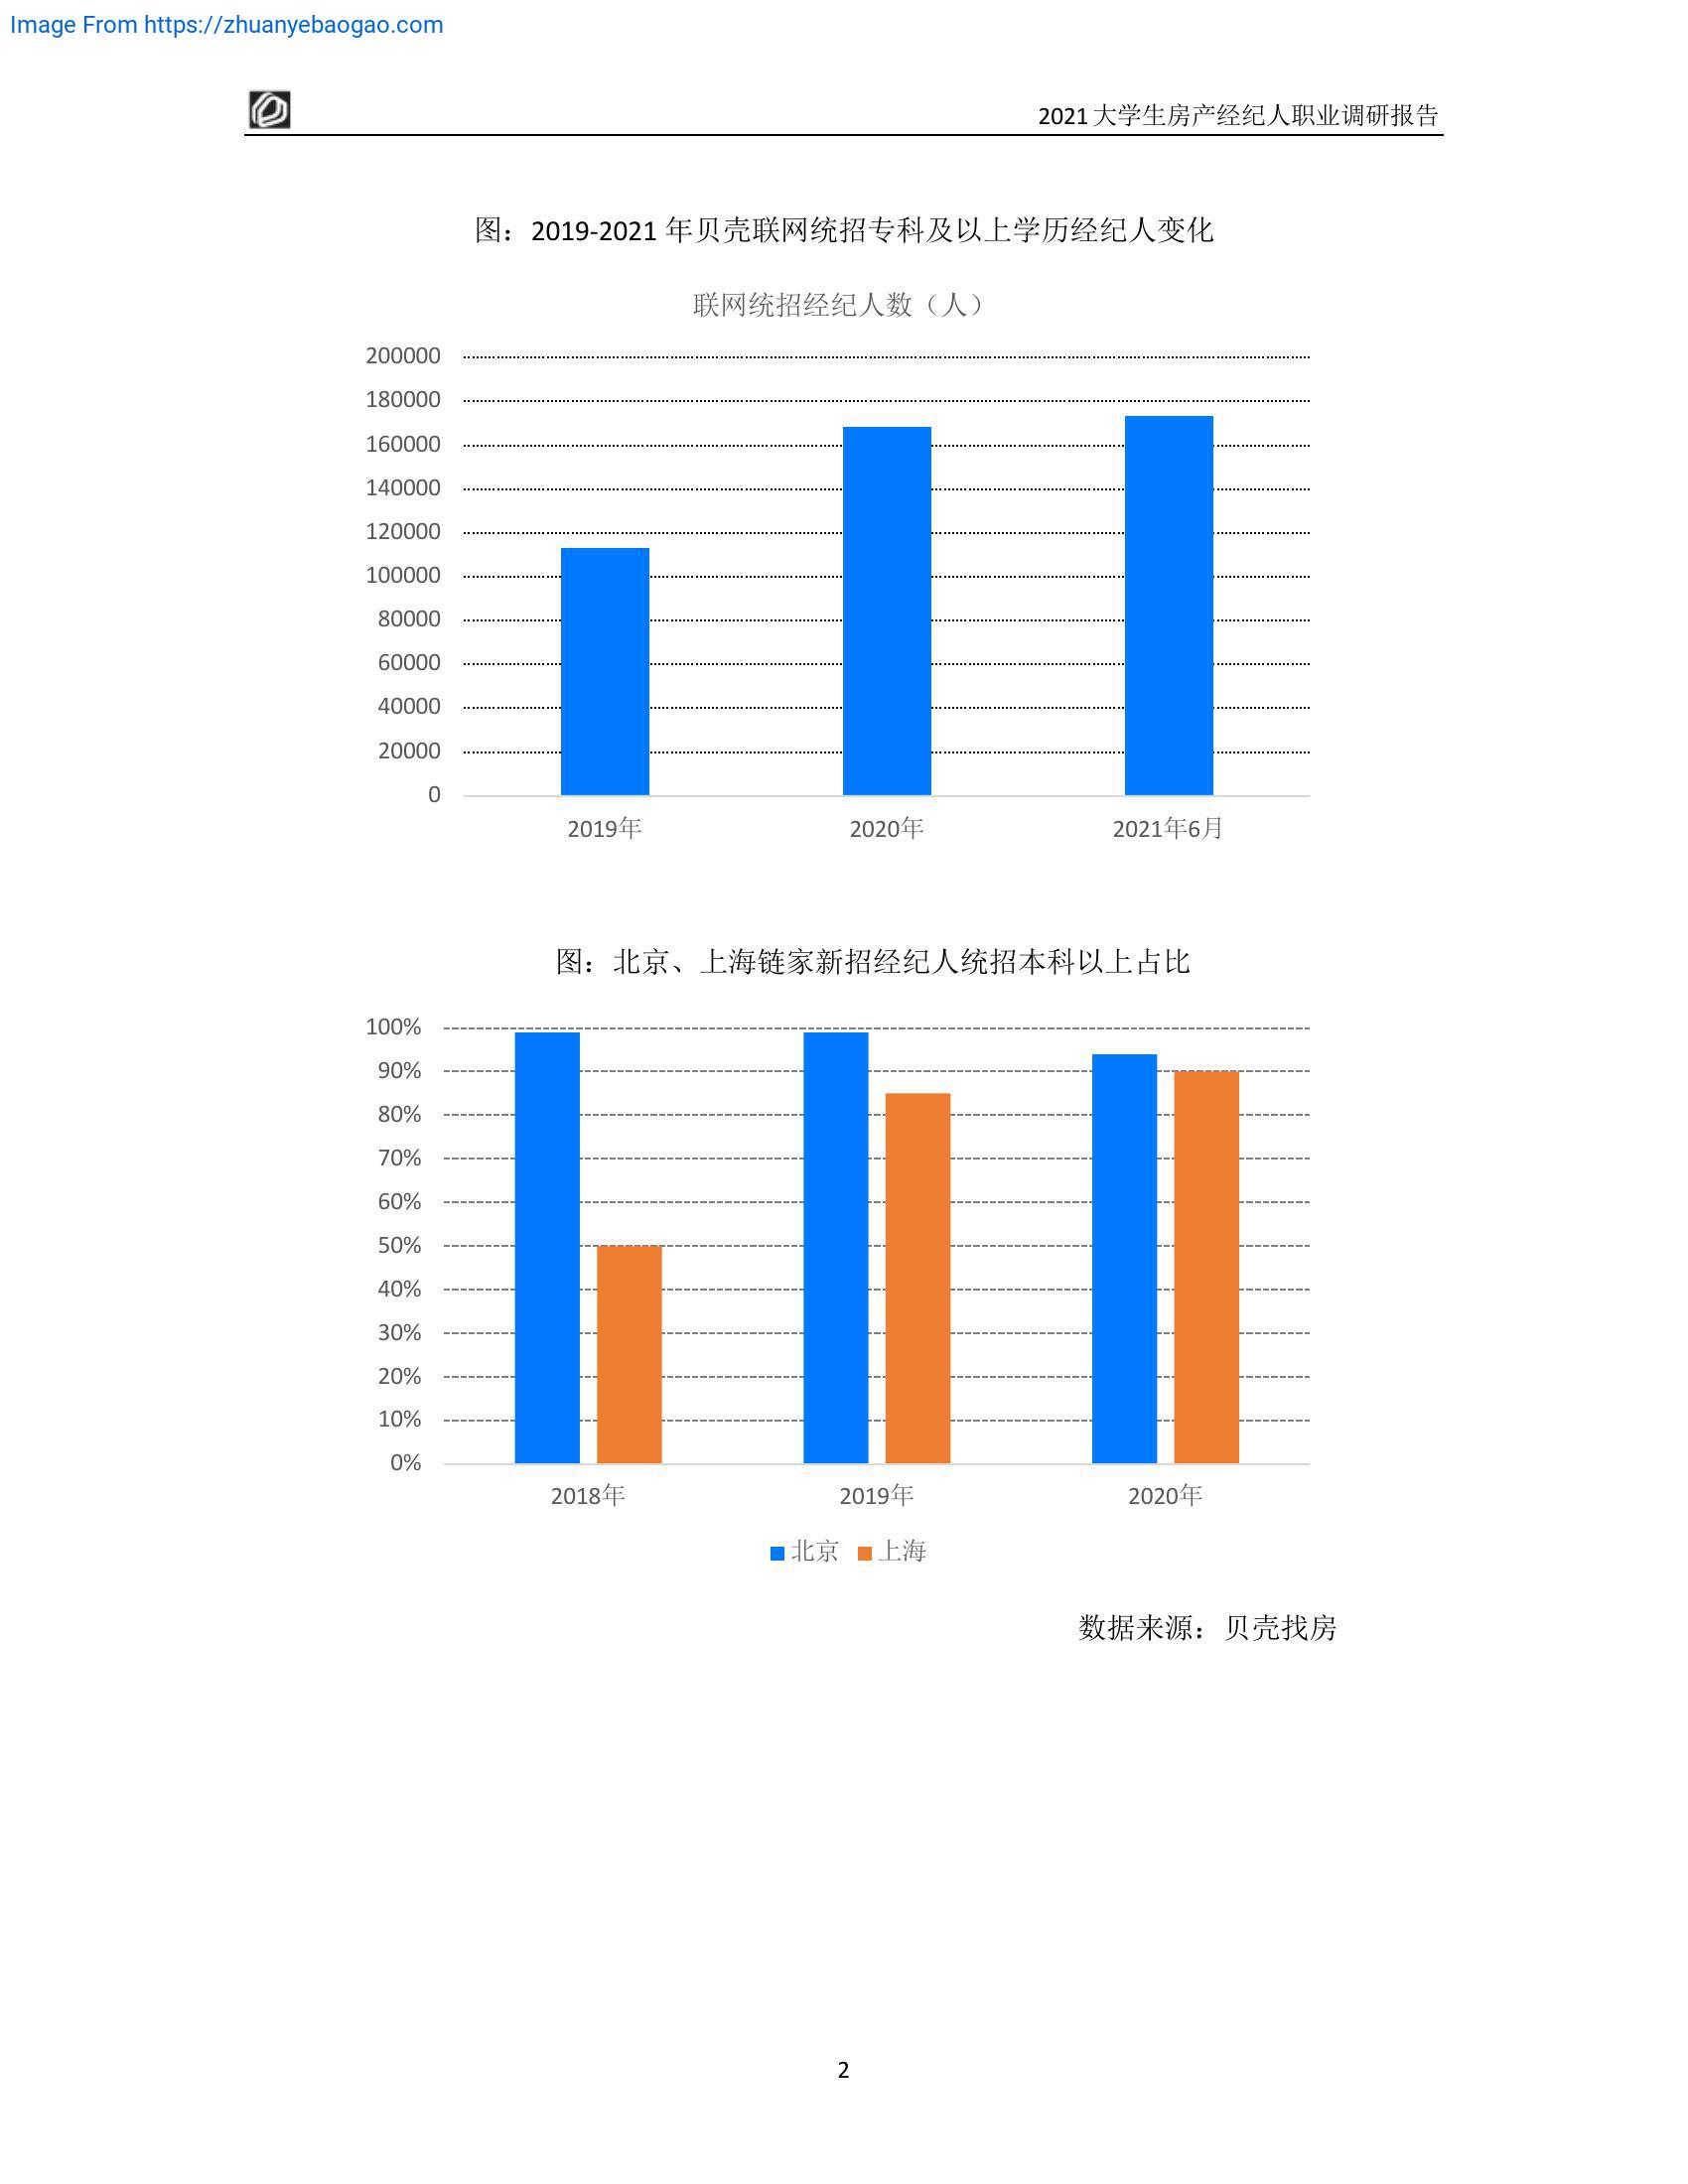 Image From https://zhuanyebaogao.com
2021 大学生房产经纪人职业调研报告
图：2019-2021 年贝壳联网统招专科及以上学历经纪人变化
联网统招经纪人数（人）
200000
180000
160000
140000
120000
100000
80000
60000
40000
20000
0
2019年 2020年 2021年6月
图：北京、上海链家新招经纪人统招本科以上占比
100%
90%
80%
70%
60%
50%
40%
30%
20%
10%
0%
2018年 2019年 2020年
北京 上海
数据来源：贝壳找房
2